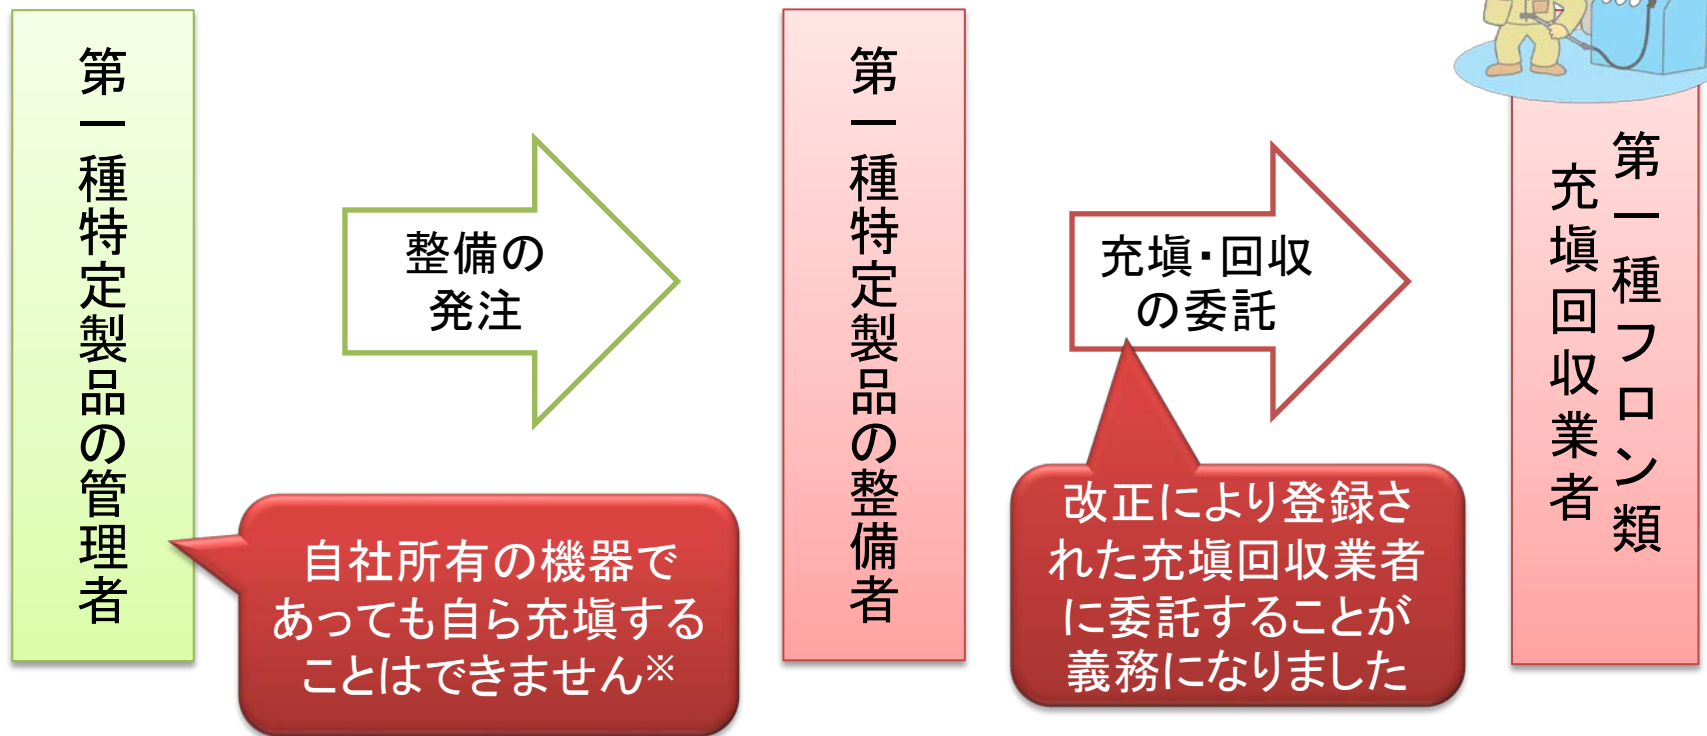 第一種特定製品の管理者
整備の
発注
自社所有の機器で
あっても自ら充塡する
ことはできません※
第一種特定製品の整備者
充塡・回収
の委託
改正により登録さ
れた充塡回収業者
に委託することが
義務になりました
第一種フロン類
充塡回収業者